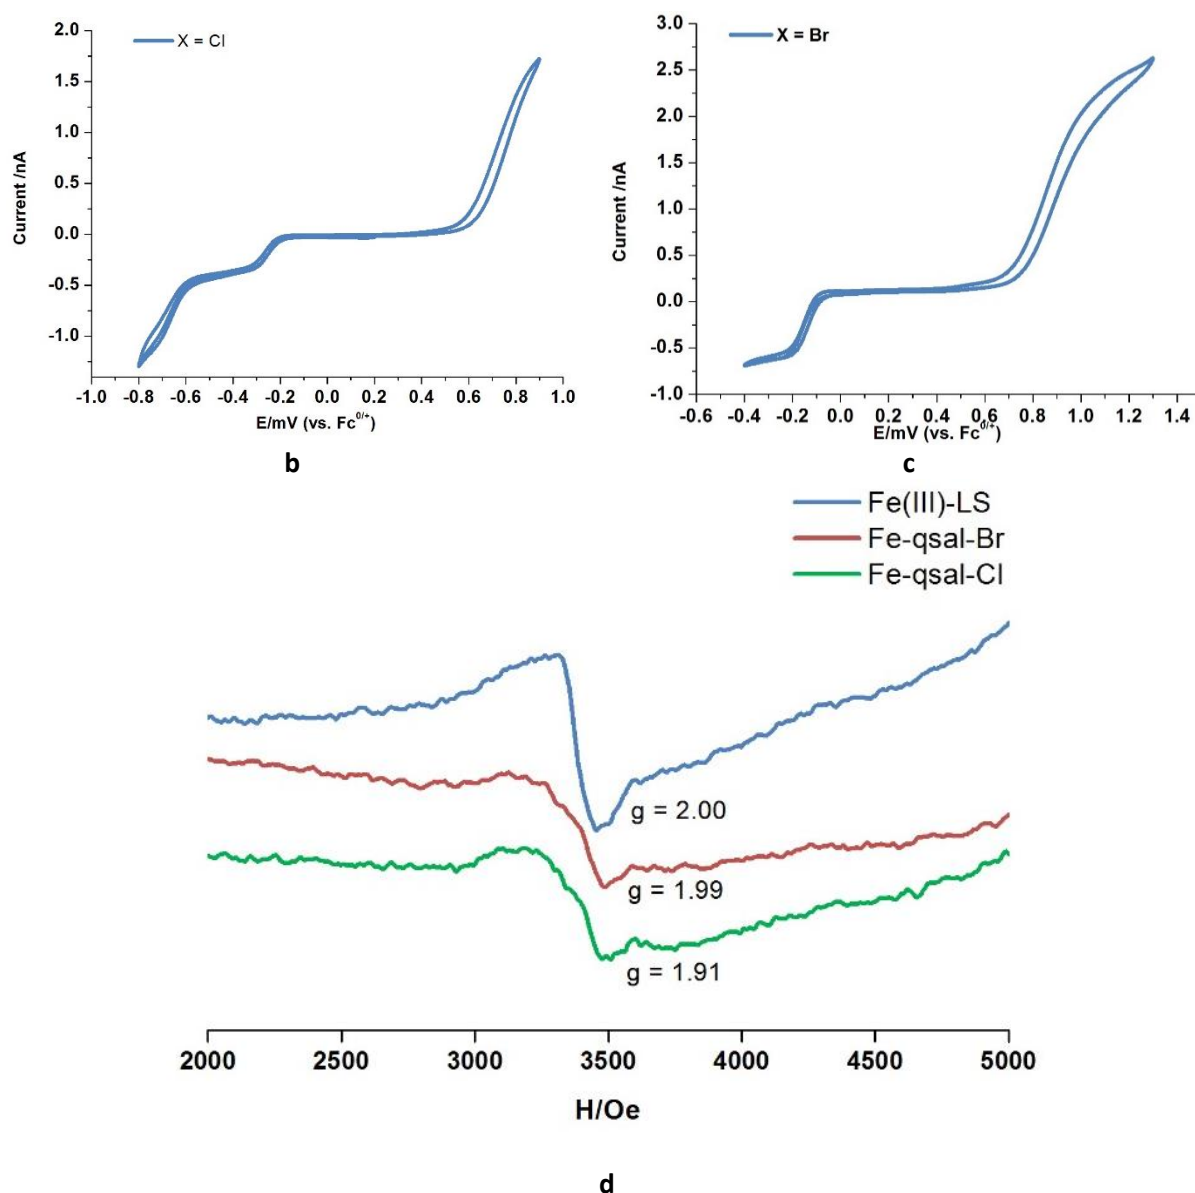 X = Cl
2.0
1.5
1.0
0.5
0.0
-0.5
-1.0
Current /nA
-1.0 -0.8 -0.6 -0.4 -0.2 0.0 0.2 0.4 0.6 0.8 1.0
E/mV (vs. Fc0/+)
b
X = Br
3.0
2.5
2.0
1.5
1.0
0.5
0.0
-0.5
-1.0
Current /nA
-0.6 -0.4 -0.2 0.0 0.2 0.4 0.6 0.8 1.0 1.2 1.4
E/mV (vs. Fc0/+)
c
Fe(III)-LS
Fe-qsal-Br
Fe-qsal-Cl
g = 2.00
g = 1.99
g = 1.91
2000 2500 3000 3500 4000 4500 5000
H/Oe
d